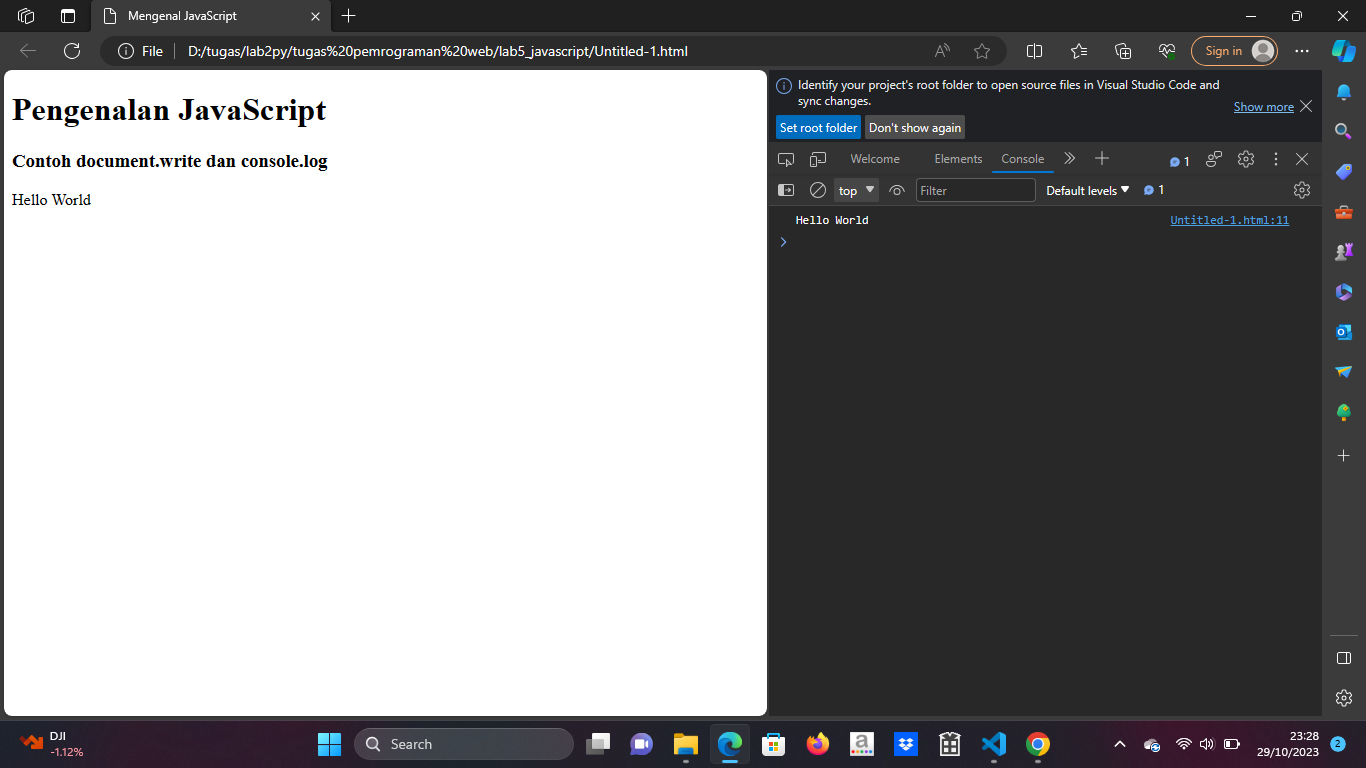 Mengenal JavaScript
File
D:/tugas/lab2py/tugas%20pemrograman%20web/lab5_javascript/Untitled-1.html
Sign in
Pengenalan JavaScript
Contoh document.write dan console.log
Hello World
Identify your project's root folder to open source files in Visual Studio Code and
sync changes.
Show more
Set root folder
Don't show again
Welcome
Elements
Console
1
top
Filter
Default levels
1
Hello World
Untitled-1.html:11
DJI
-1.12%
Search
23:28
29/10/2023
2